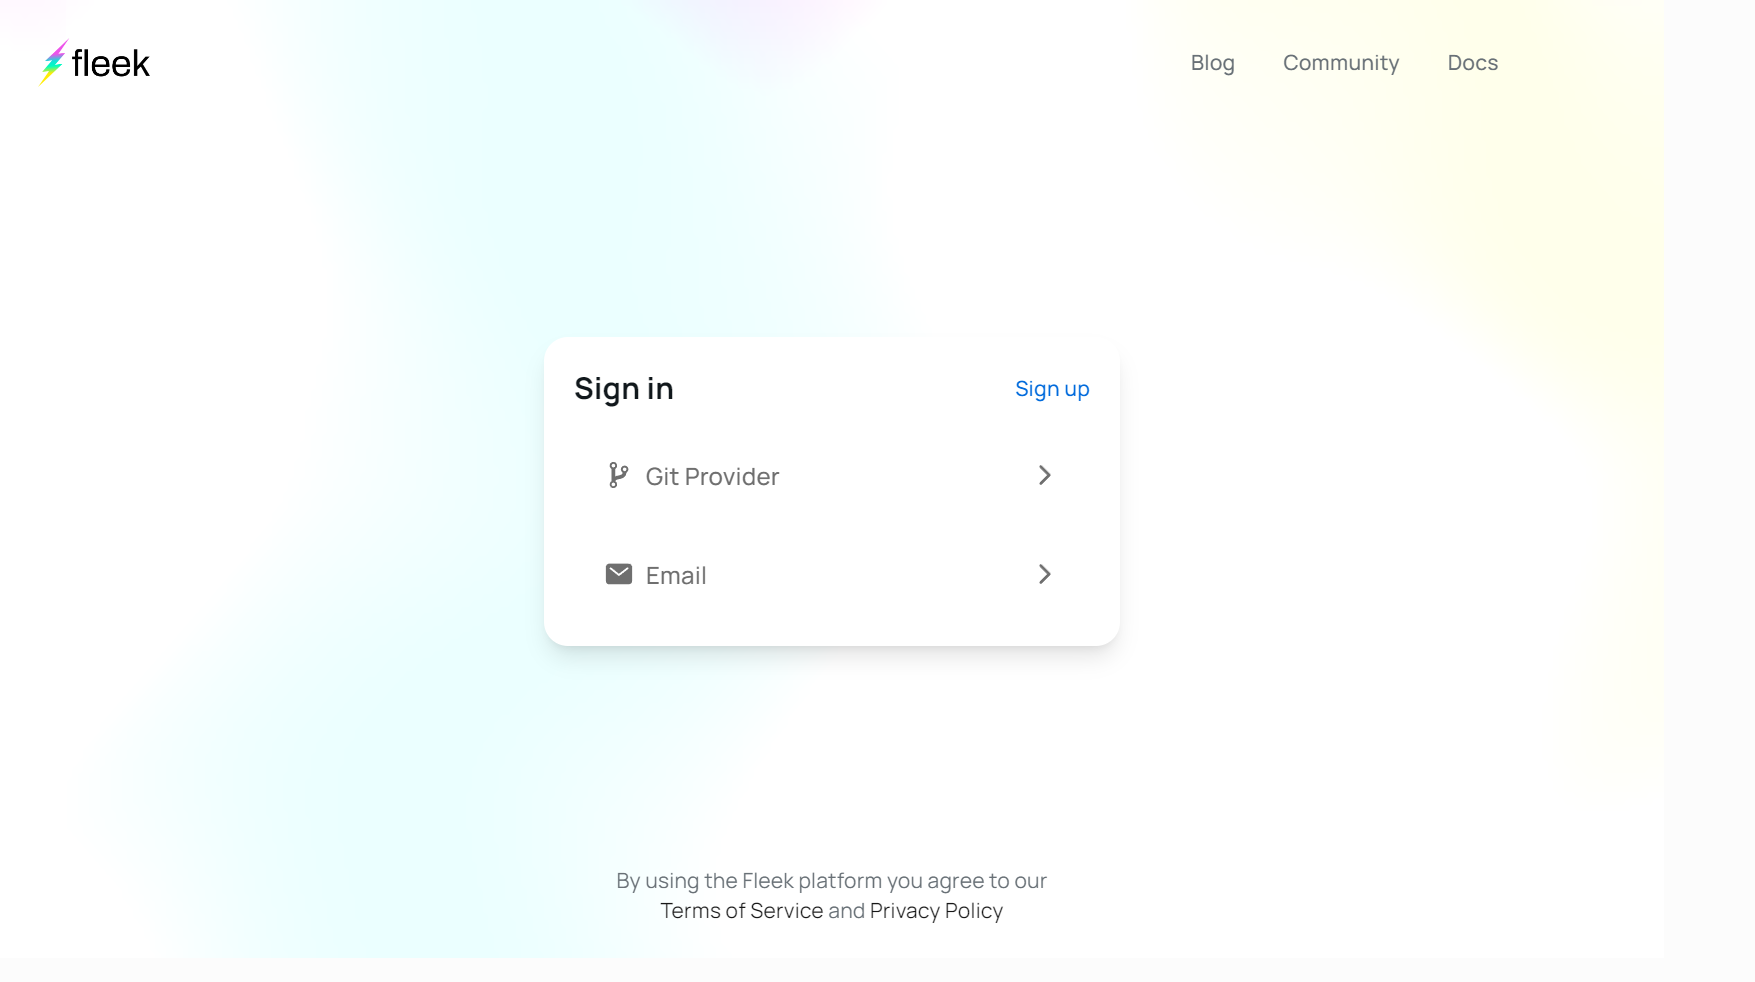 fleek
Blog
Community
Docs
Sign in
Sign up
Git Provider
Email
By using the Fleek platform you agree to our
Terms of Service and Privacy Policy